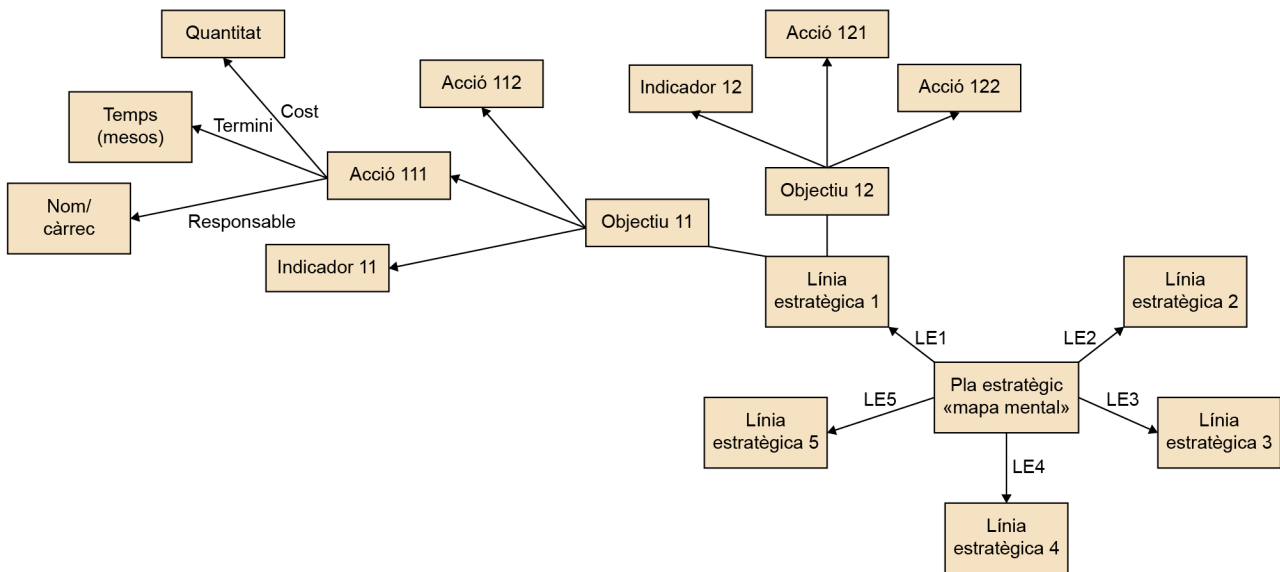 Quantitat
Acció 121
Acció 112
Indicador 12
Acció 122
Temps
(mesos)
Cost
Termini
Acció 111
Objectiu 12
Nom/
càrrec
Responsable
Objectiu 11
Indicador 11
Línia
estratègica 1
Línia
estratègica 2
LE1
LE2
Pla estratègic
«mapa mental»
LE5
LE3
Línia
estratègica 5
Línia
estratègica 3
LE4
Línia
estratègica 4